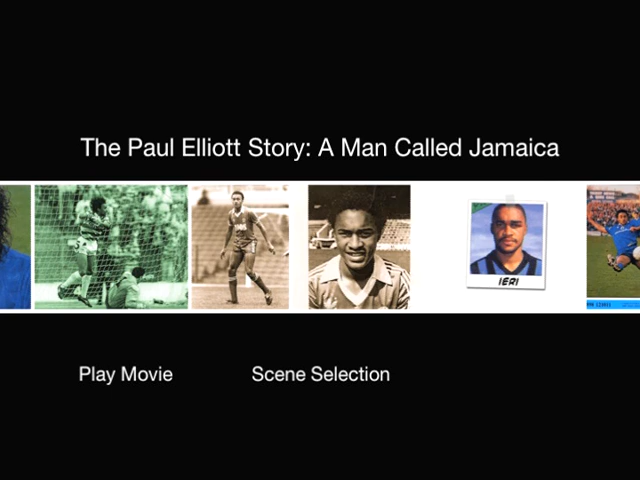 The Paul Elliott Story: A Man Called Jamaica
IERI
Play Movie
Scene Selection